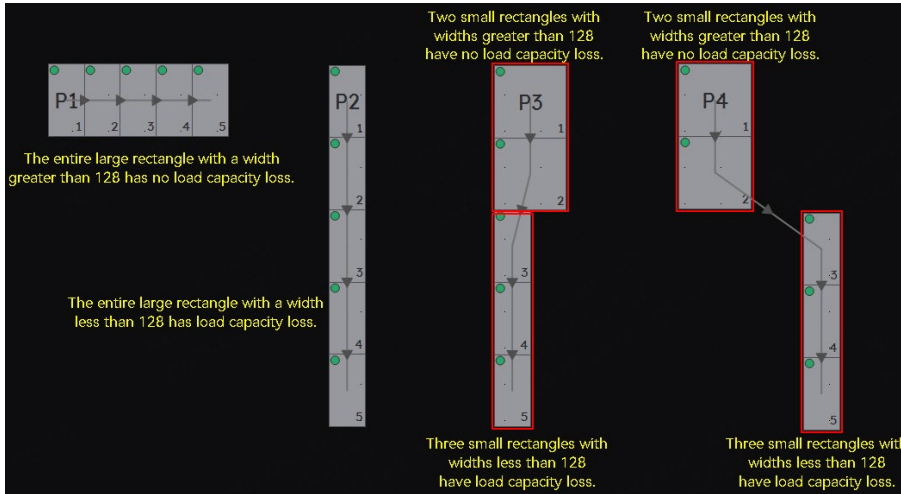 Two small rectangles with
widths greater than 128
have no load capacity loss.
Two small rectangles with
widths greater than 128
have no load capacity loss.
P1
.1
.2
.3
.4
.5
The entire large rectangle with a width
greater than 128 has no load capacity loss.
P2
1
2
3
4
5
The entire large rectangle with a width
less than 128 has load capacity loss.
P3
1
2
3
4
5
Three small rectangles with
widths less than 128
have load capacity loss.
P4
1
2
3
4
5
Three small rectangles wit
widths less than 128
have load capacity loss.